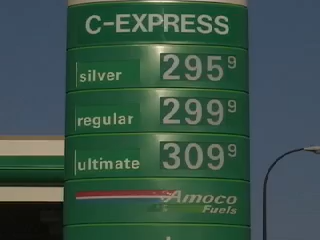 C-EXPRESS
silver 295 9
regular 299 9
ultimate 309 9
Amoco
Fuels